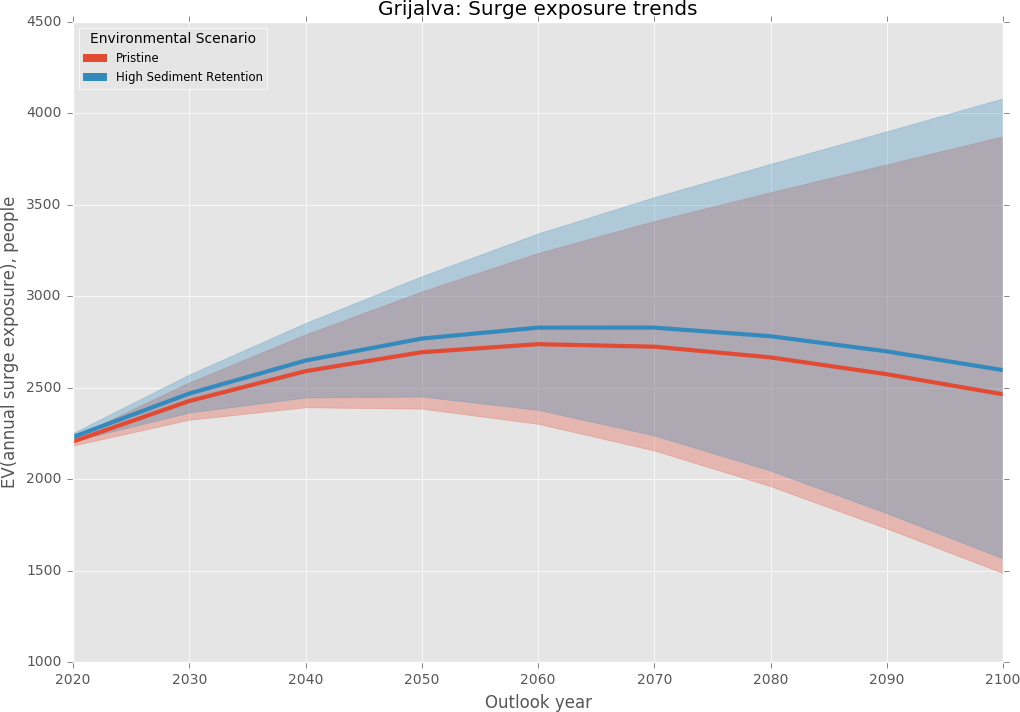 Grijalva: Surge exposure trends
Environmental Scenario
Pristine
High Sediment Retention
EV(annual surge exposure), people
4500
4000
3500
3000
2500
2000
1500
1000
2020 2030 2040 2050 2060 2070 2080 2090 2100
Outlook year